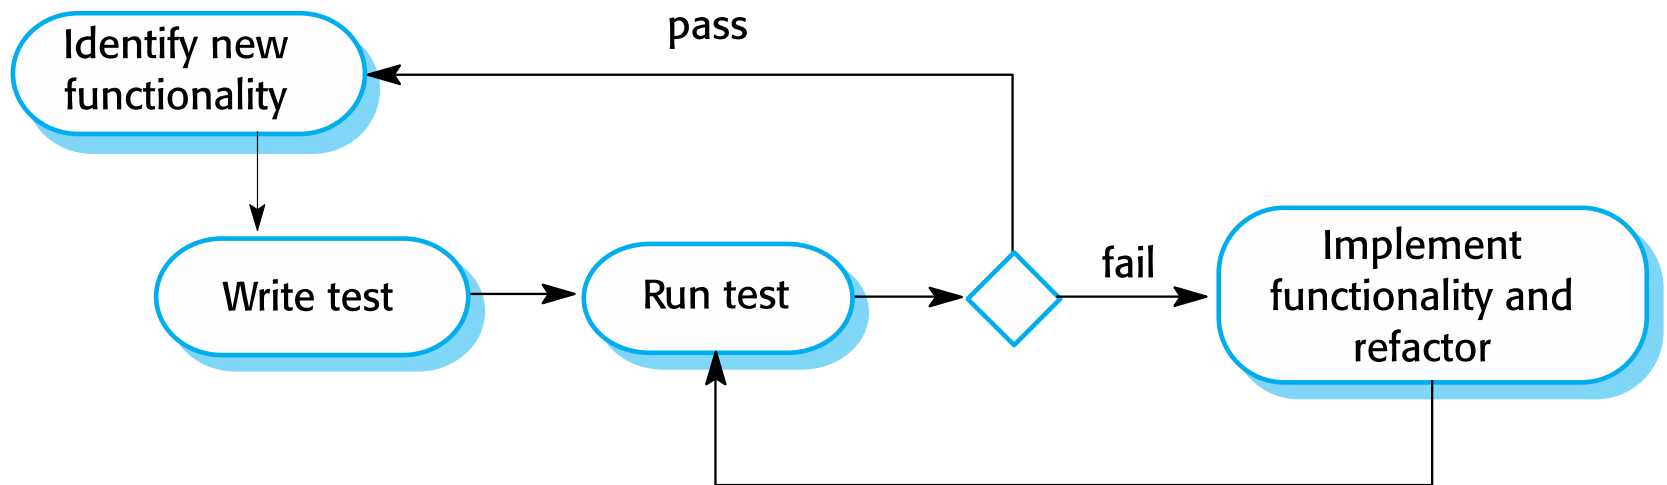 pass
Identify new
functionality
Write test
Run test
fail
Implement
functionality and
refactor